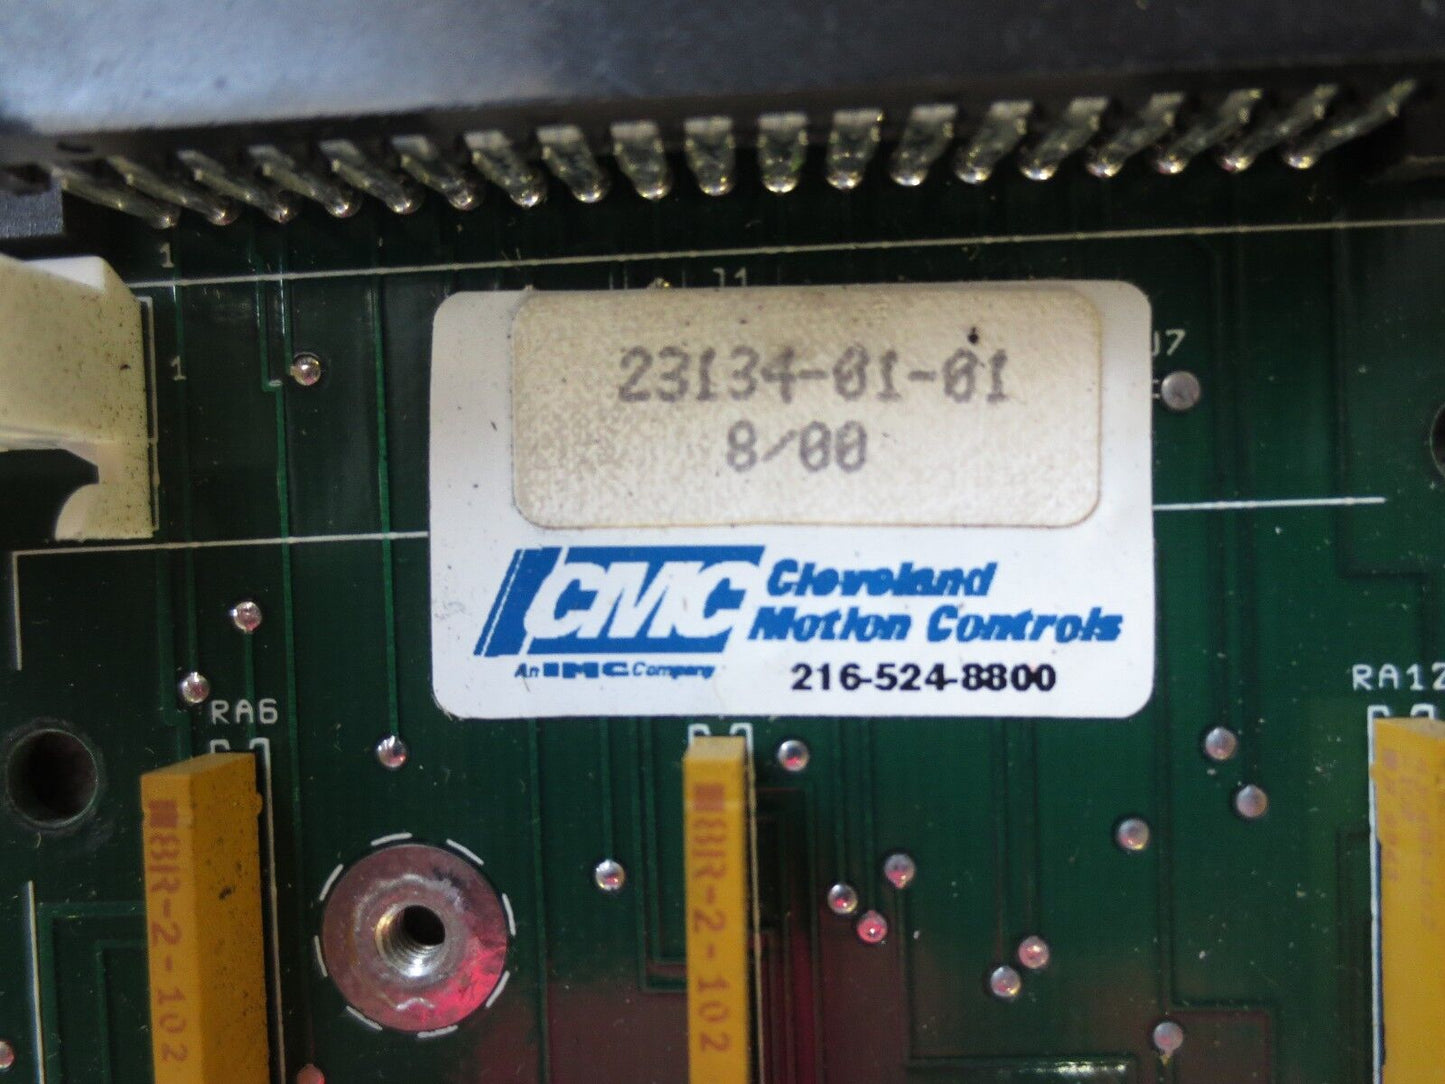 1
J1
1
J7
23134-01-01
8/00
CMC Cleveland
Motion Controls
An IMC Company
216-524-8800
RA6
RA12
8R-2-102
8R-2-102